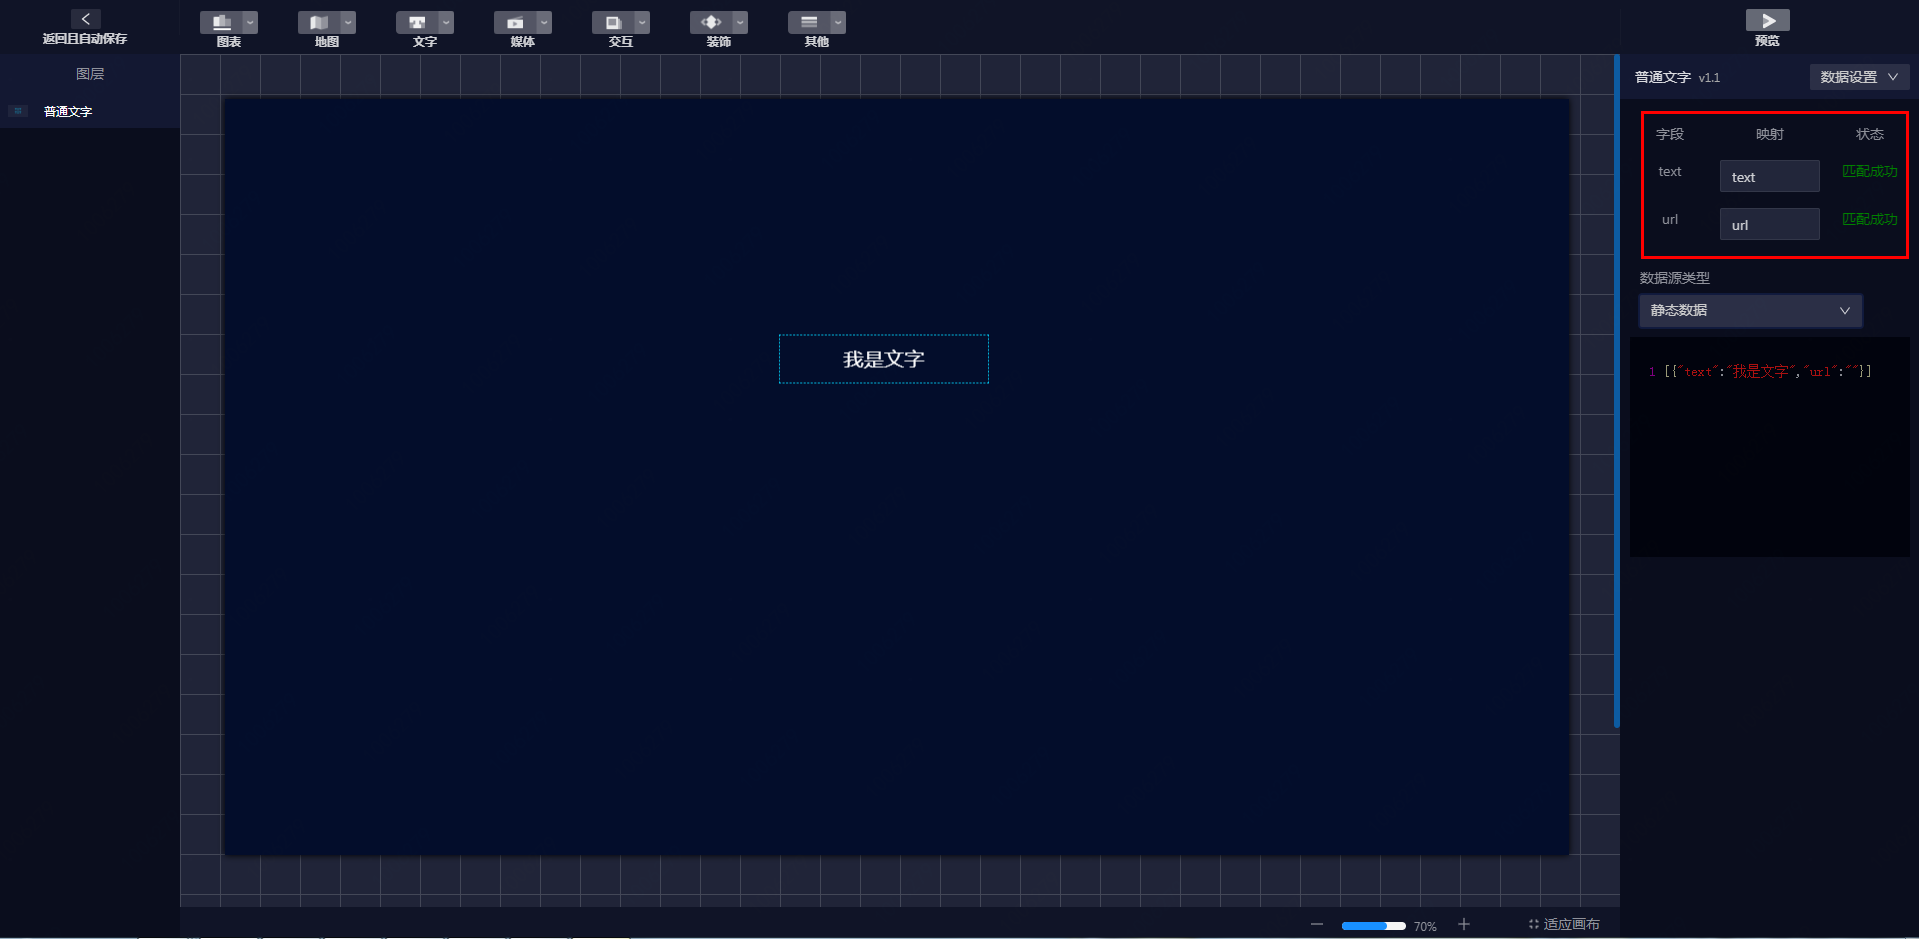 返回且自动保存
图表
地图
文字
媒体
交互
装饰
其他
预览
图层
普通文字
我是文字
普通文字 v1.1
数据设置
字段 映射 状态
text text 匹配成功
url url 匹配成功
数据源类型
静态数据
1 [{"text":"我是文字","url":""}]
70%
适应画布